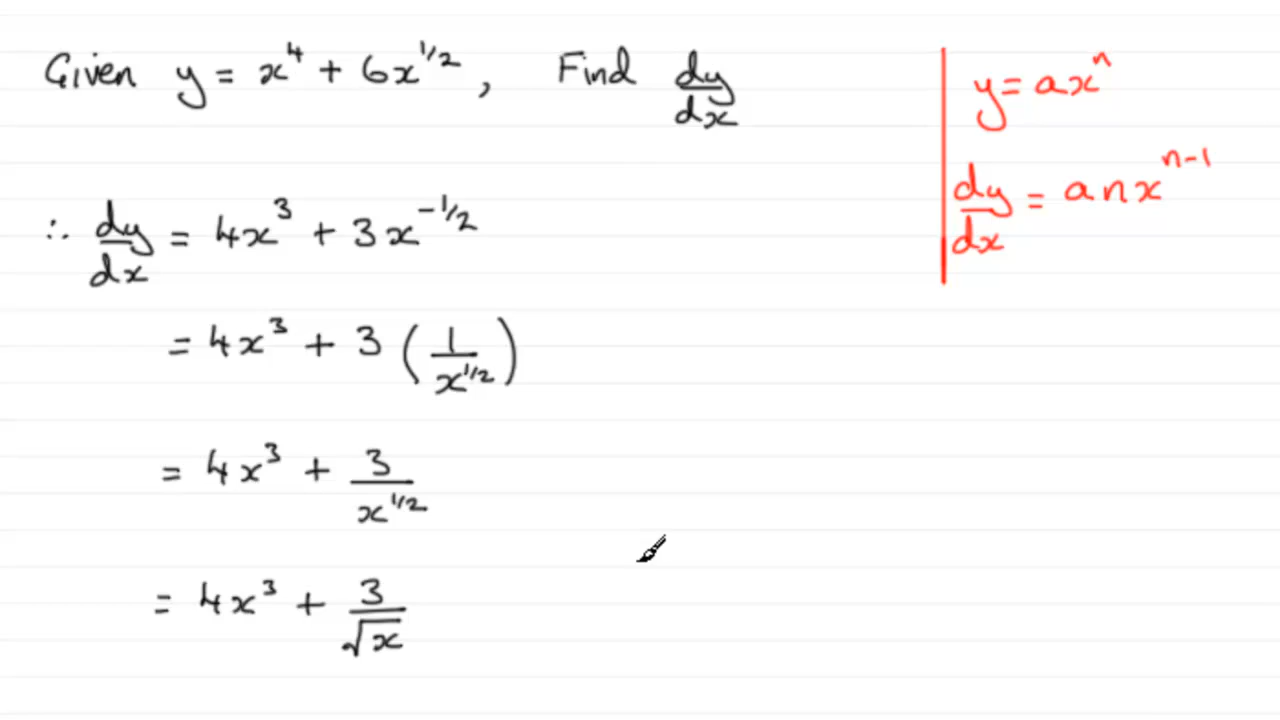 Given y = x^4 + 6x^{1/2}, Find dy/dx
∴ dy/dx = 4x^3 + 3x^{-1/2}
= 4x^3 + 3 (1/x^{1/2})
= 4x^3 + 3/x^{1/2}
= 4x^3 + 3/√x
y = ax^n
dy/dx = anx^{n-1}